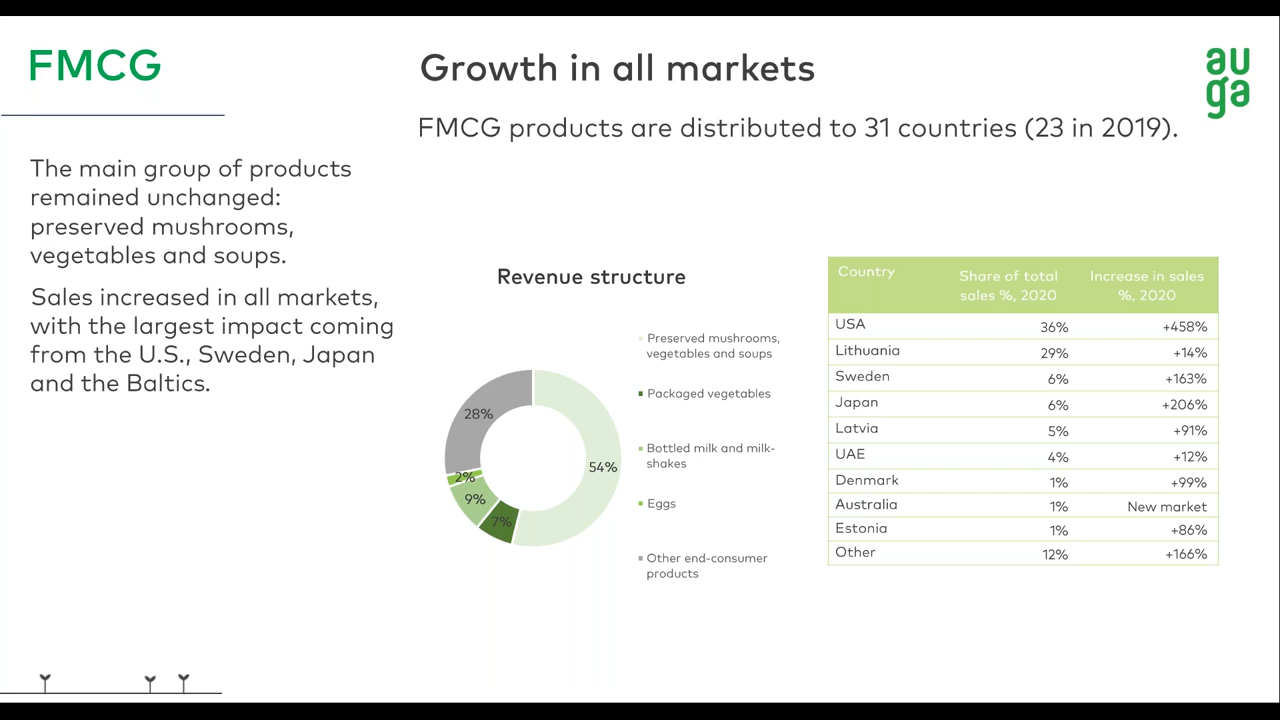 FMCG
Growth in all markets
au
ga
FMCG products are distributed to 31 countries (23 in 2019).
The main group of products
remained unchanged:
preserved mushrooms,
vegetables and soups.
Sales increased in all markets,
with the largest impact coming
from the U.S., Sweden, Japan
and the Baltics.
Revenue structure
28%
2%
9%
7%
54%
Preserved mushrooms,
vegetables and soups
Packaged vegetables
Bottled milk and milk-
shakes
Eggs
Other end-consumer
products
Country Share of total sales %, 2020 Increase in sales %, 2020
USA 36% +458%
Lithuania 29% +14%
Sweden 6% +163%
Japan 6% +206%
Latvia 5% +91%
UAE 4% +12%
Denmark 1% +99%
Australia 1% New market
Estonia 1% +86%
Other 12% +166%